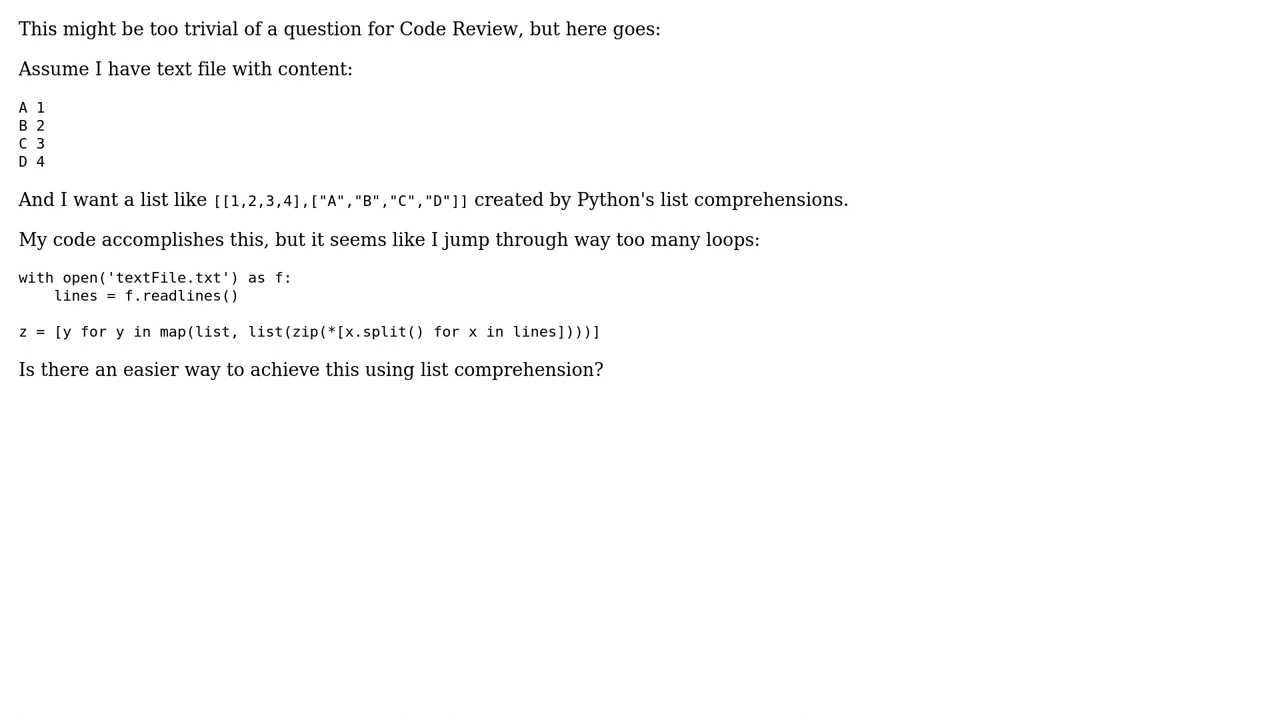 This might be too trivial of a question for Code Review, but here goes:
Assume I have text file with content:
A 1
B 2
C 3
D 4
And I want a list like [[1,2,3,4],["A","B","C","D"]] created by Python's list comprehensions.
My code accomplishes this, but it seems like I jump through way too many loops:
with open('textFile.txt') as f:
    lines = f.readlines()
z = [y for y in map(list, list(zip(*[x.split() for x in lines])))]
Is there an easier way to achieve this using list comprehension?